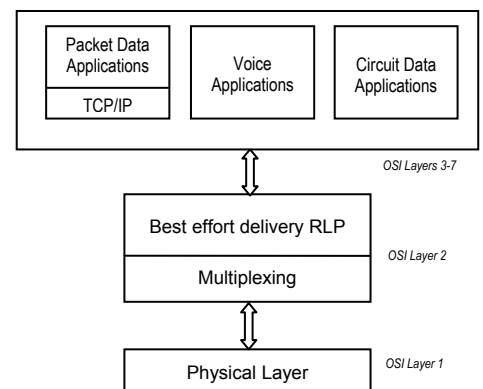 Packet Data
Applications
TCP/IP
Voice
Applications
Circuit Data
Applications
OSI Layers 3-7
Best effort delivery RLP
OSI Layer 2
Multiplexing
OSI Layer 1
Physical Layer